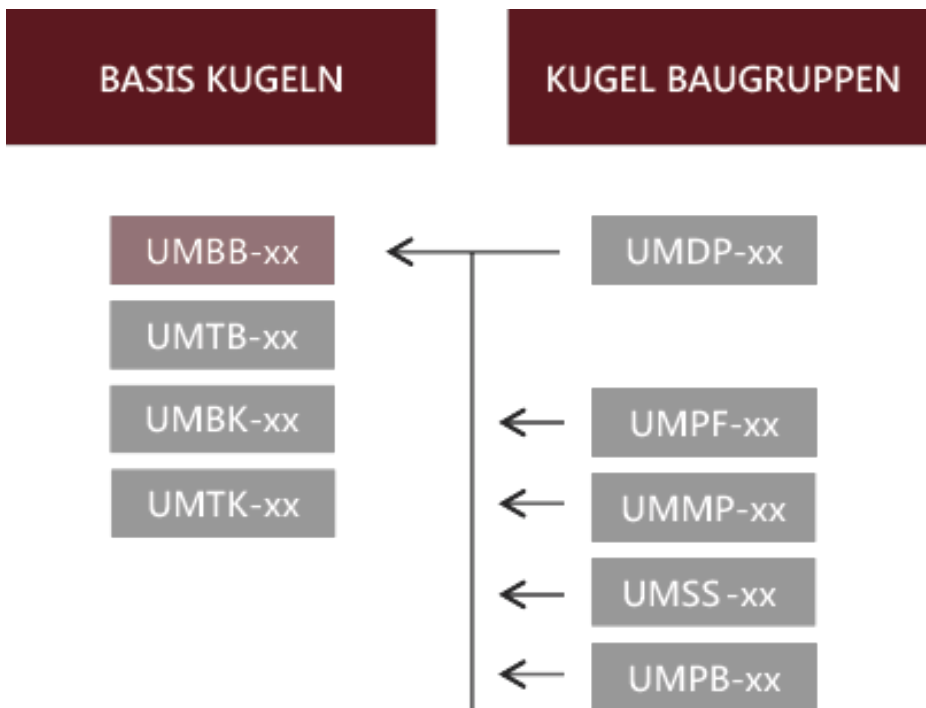 BASIS KUGELN
UMBB-xx
UMTB-xx
UMBK-xx
UMTK-xx
KUGEL BAUGRUPPEN
UMDP-xx
UMPF-xx
UMMP-xx
UMSS-xx
UMPB-xx